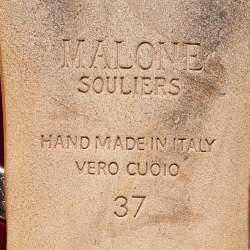 MALONE
SOULIERS
HAND MADE IN ITALY
VERO CUOIO
37